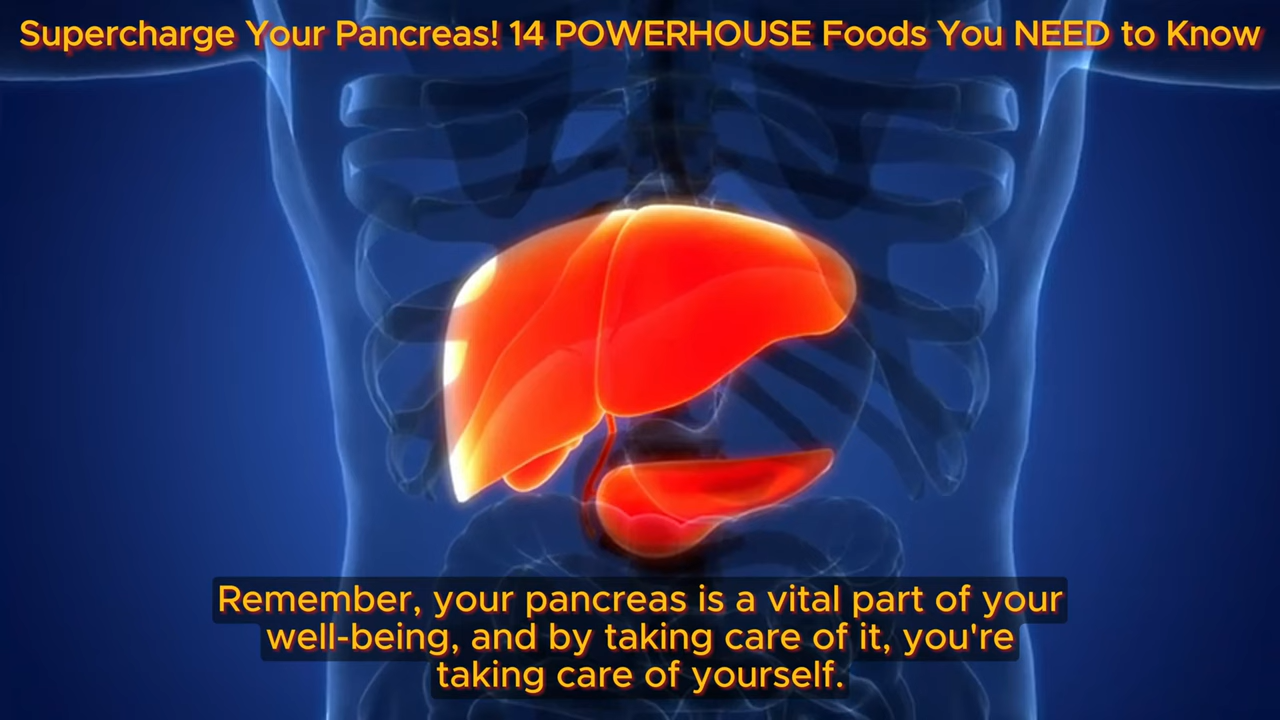 Supercharge Your Pancreas! 14 POWERHOUSE Foods You NEED to Know
Remember, your pancreas is a vital part of your
well-being, and by taking care of it, you're
taking care of yourself.